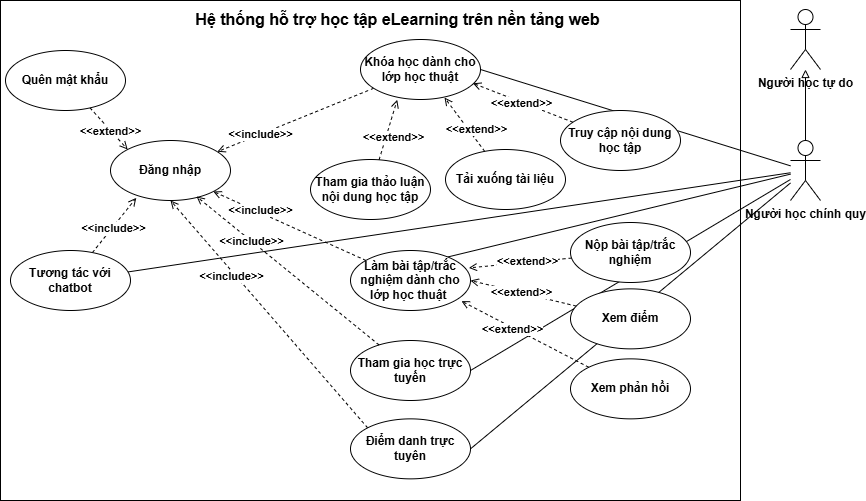 Hệ thống hỗ trợ học tập eLearning trên nền tảng web
Khóa học dành cho
lớp học thuật
Quên mật khẩu
Người học tự do
<<extend>>
<<include>>
<<extend>>
<<extend>>
<<extend>>
Truy cập nội dung
học tập
Đăng nhập
Tham gia thảo luận
nội dung học tập
Tải xuống tài liệu
Người học chính quy
<<include>>
<<include>>
<<include>>
<<include>>
Tương tác với
chatbot
Làm bài tập/trắc
nghiệm dành cho
lớp học thuật
<<extend>>
Nộp bài tập/trắc
nghiệm
<<extend>>
Xem điểm
<<extend>>
Tham gia học trực
tuyến
Xem phản hồi
Điểm danh trực
tuyên